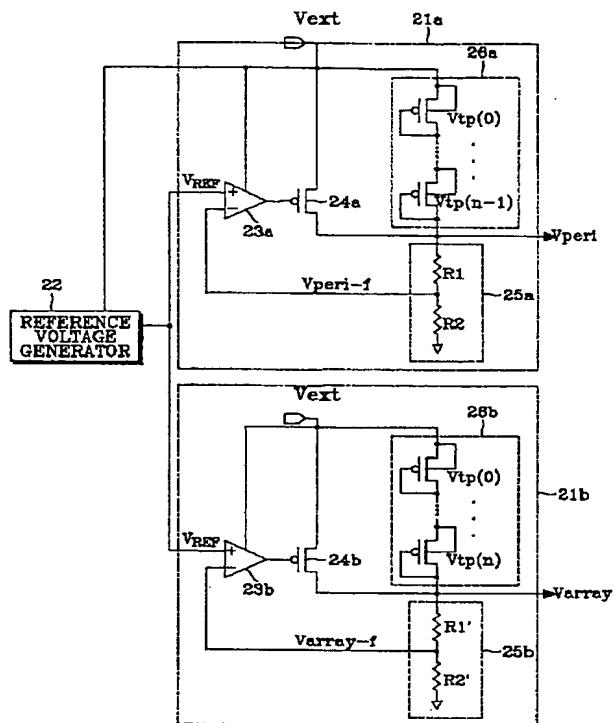 Vext
21a
26a
Vtp(0)
VREF
+
−
23a
24a
Vtp(n-1)
Vperi
R1
Vperi-f
R2
25a
22
REFERENCE
VOLTAGE
GENERATOR
Vext
26b
Vtp(0)
21b
VREF
+
−
23b
24b
Vtp(n)
Varray
R1'
Varray-f
R2'
25b